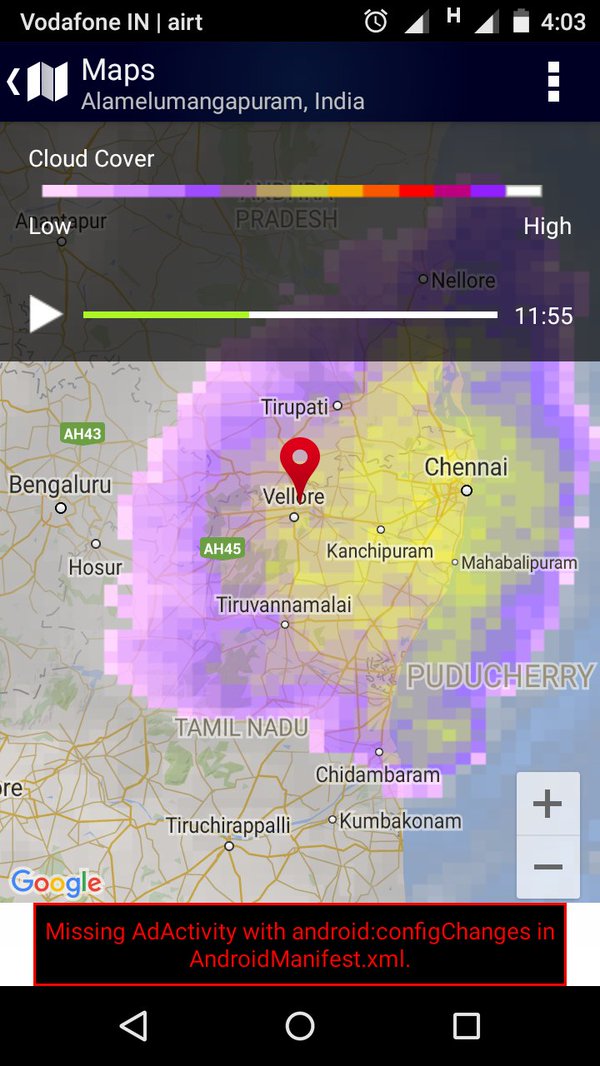 Vodafone IN | airt
H
4:03
Maps
Alamelumangapuram, India
Cloud Cover
ANDHRA
PRADESH
Anantapur
Low
High
Nellore
11:55
Tirupati
AH43
Chennai
Bengaluru
Vellore
AH45
Kanchipuram
Hosur
Mahabalipuram
Tiruvannamalai
PUDUCHERRY
TAMIL NADU
Chidambaram
ore
+
Kumbakonam
Tiruchirappalli
−
Google
Missing AdActivity with android:configChanges in
AndroidManifest.xml.